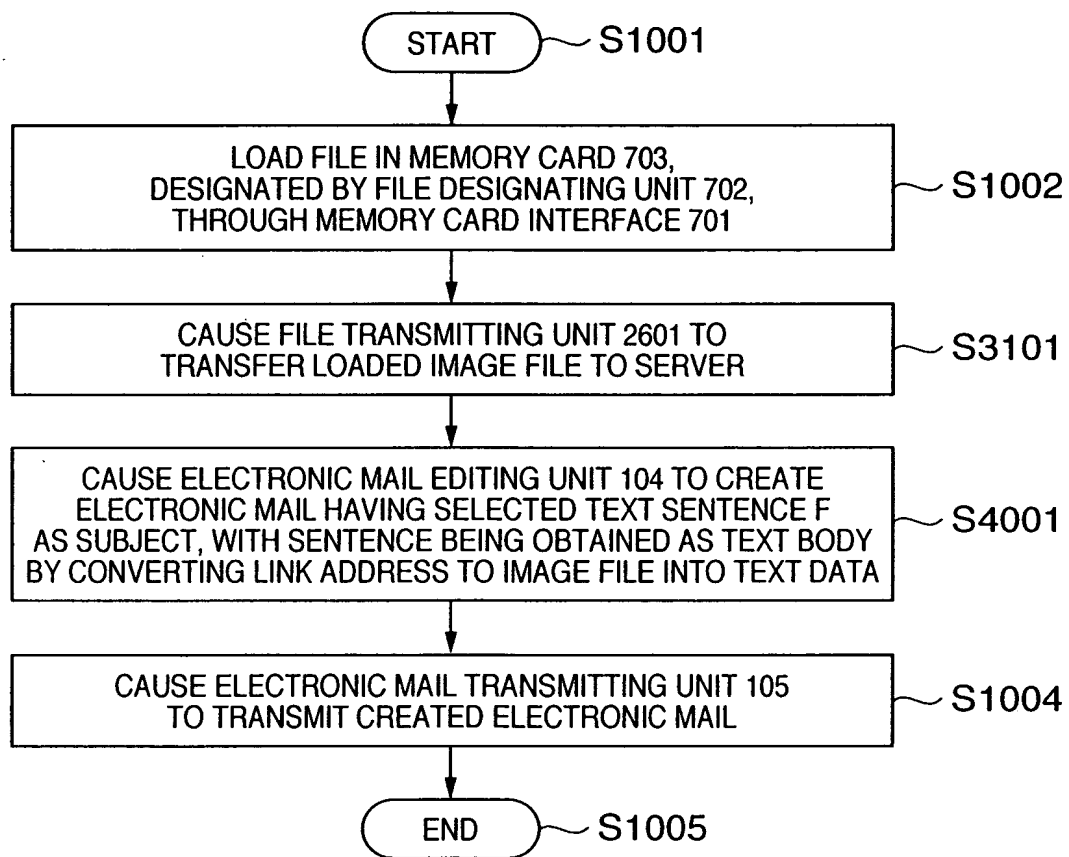 START
S1001
LOAD FILE IN MEMORY CARD 703,
DESIGNATED BY FILE DESIGNATING UNIT 702,
THROUGH MEMORY CARD INTERFACE 701
S1002
CAUSE FILE TRANSMITTING UNIT 2601 TO
TRANSFER LOADED IMAGE FILE TO SERVER
S3101
CAUSE ELECTRONIC MAIL EDITING UNIT 104 TO CREATE
ELECTRONIC MAIL HAVING SELECTED TEXT SENTENCE F
AS SUBJECT, WITH SENTENCE BEING OBTAINED AS TEXT BODY
BY CONVERTING LINK ADDRESS TO IMAGE FILE INTO TEXT DATA
S4001
CAUSE ELECTRONIC MAIL TRANSMITTING UNIT 105
TO TRANSMIT CREATED ELECTRONIC MAIL
S1004
END
S1005